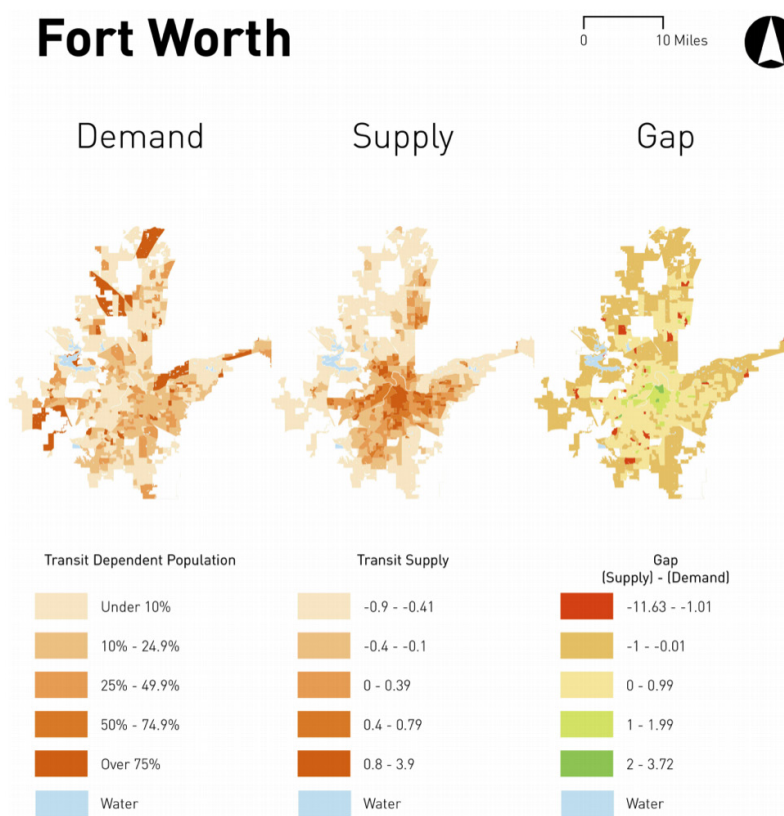 Fort Worth
0 10 Miles
Demand Supply Gap
Transit Dependent Population
Under 10%
10% - 24.9%
25% - 49.9%
50% - 74.9%
Over 75%
Water
Transit Supply
-0.9 - -0.41
-0.4 - -0.1
0 - 0.39
0.4 - 0.79
0.8 - 3.9
Water
Gap
(Supply) - (Demand)
-11.63 - -1.01
-1 - -0.01
0 - 0.99
1 - 1.99
2 - 3.72
Water